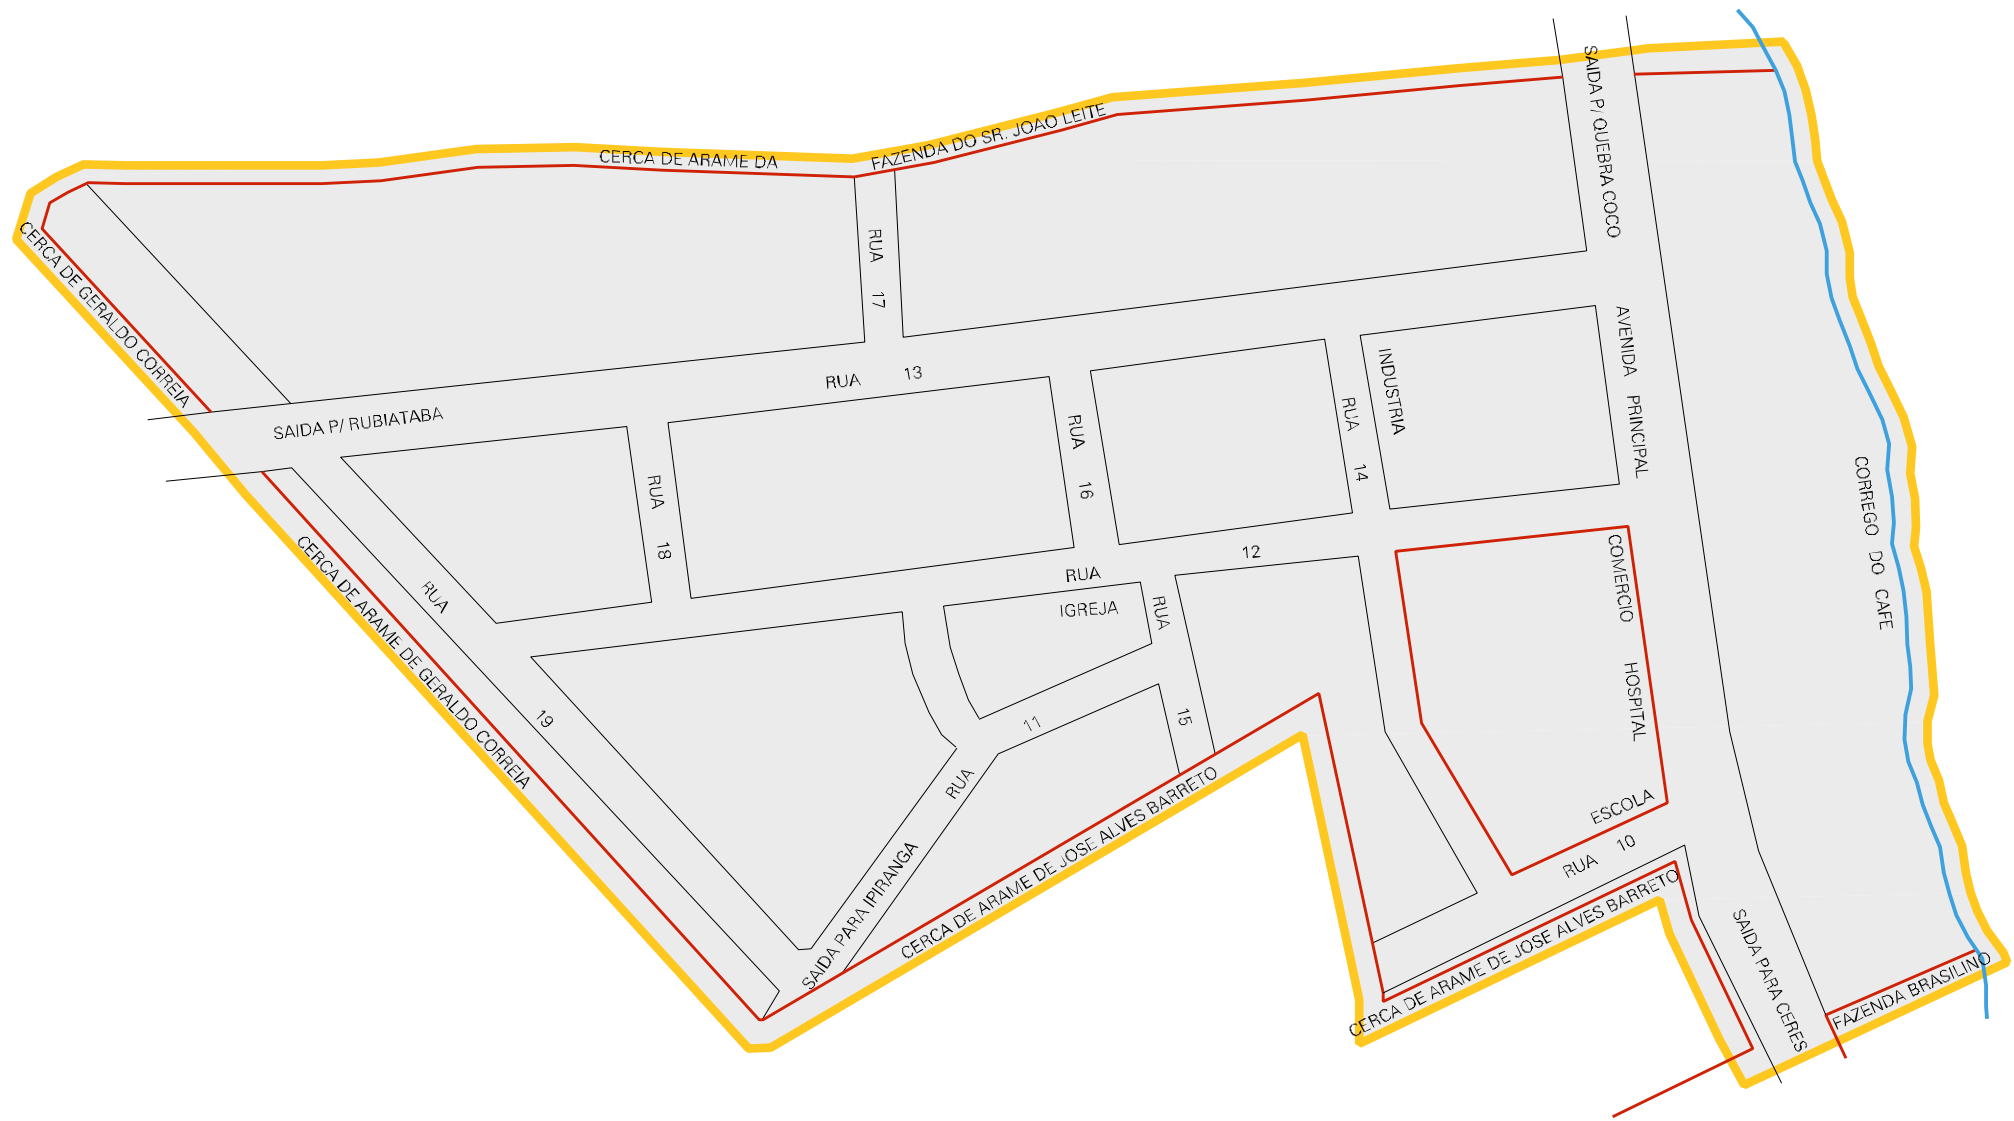 SAIDA P/ QUEBRA COCO
CERCA DE ARAME DA
FAZENDA DO SR. JOAO LEITE
CERCA DE GERALDO CORREIA
RUA 17
RUA 13
SAIDA P/ RUBIATABA
AVENIDA PRINCIPAL
INDUSTRIA
RUA 14
RUA 16
RUA 18
CORREGO DO CAFE
RUA 12
IGREJA
RUA 15
COMERCIO
HOSPITAL
CERCA DE ARAME DE GERALDO CORREIA
RUA 19
RUA 11
SAIDA PARA IPIRANGA
CERCA DE ARAME DE JOSE ALVES BARRETO
ESCOLA
RUA 10
CERCA DE ARAME DE JOSE ALVES BARRETO
SAIDA PARA CERES
FAZENDA BRASILINO